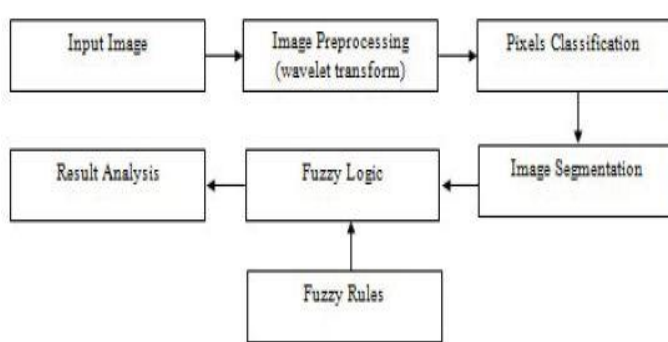 Input Image
Image Preprocessing
(wavelet transform)
Pixels Classification
Result Analysis
Fuzzy Logic
Image Segmentation
Fuzzy Rules